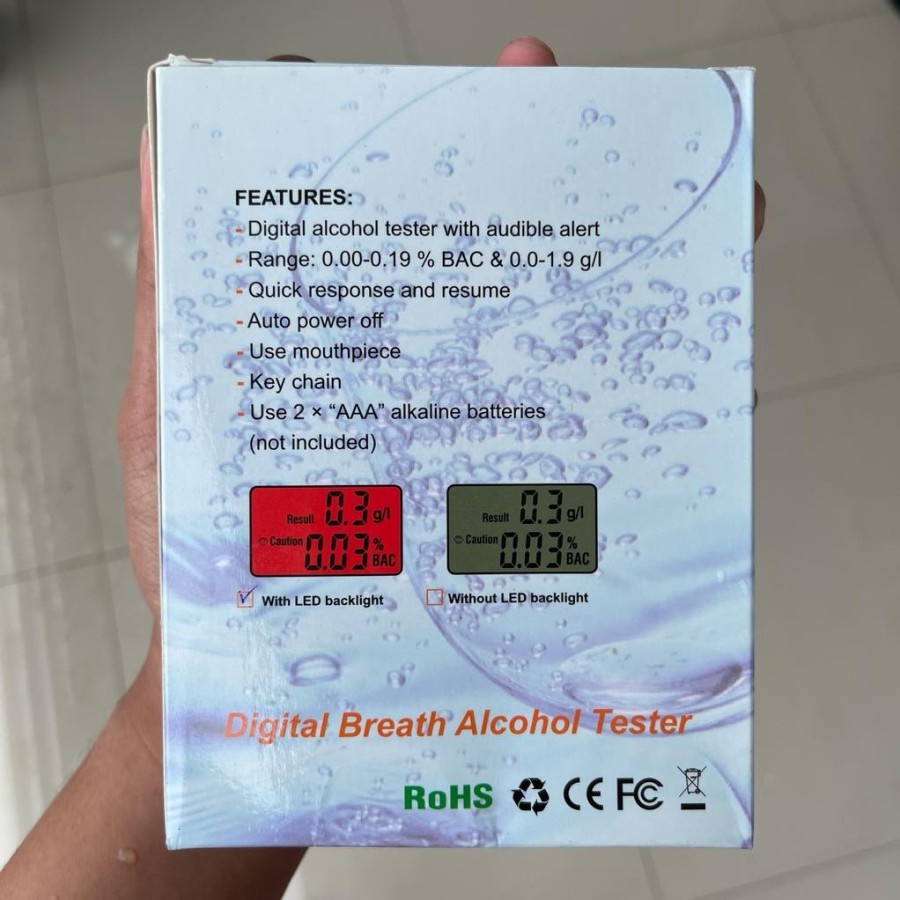 FEATURES:
- Digital alcohol tester with audible alert
- Range: 0.00-0.19 % BAC & 0.0-1.9 g/l
- Quick response and resume
- Auto power off
- Use mouthpiece
- Key chain
- Use 2 × “AAA” alkaline batteries
(not included)
Result 0.3 g/l
Caution 0.03 % BAC
With LED backlight
Result 0.3 g/l
Caution 0.03 % BAC
Without LED backlight
Digital Breath Alcohol Tester
RoHS CE FC